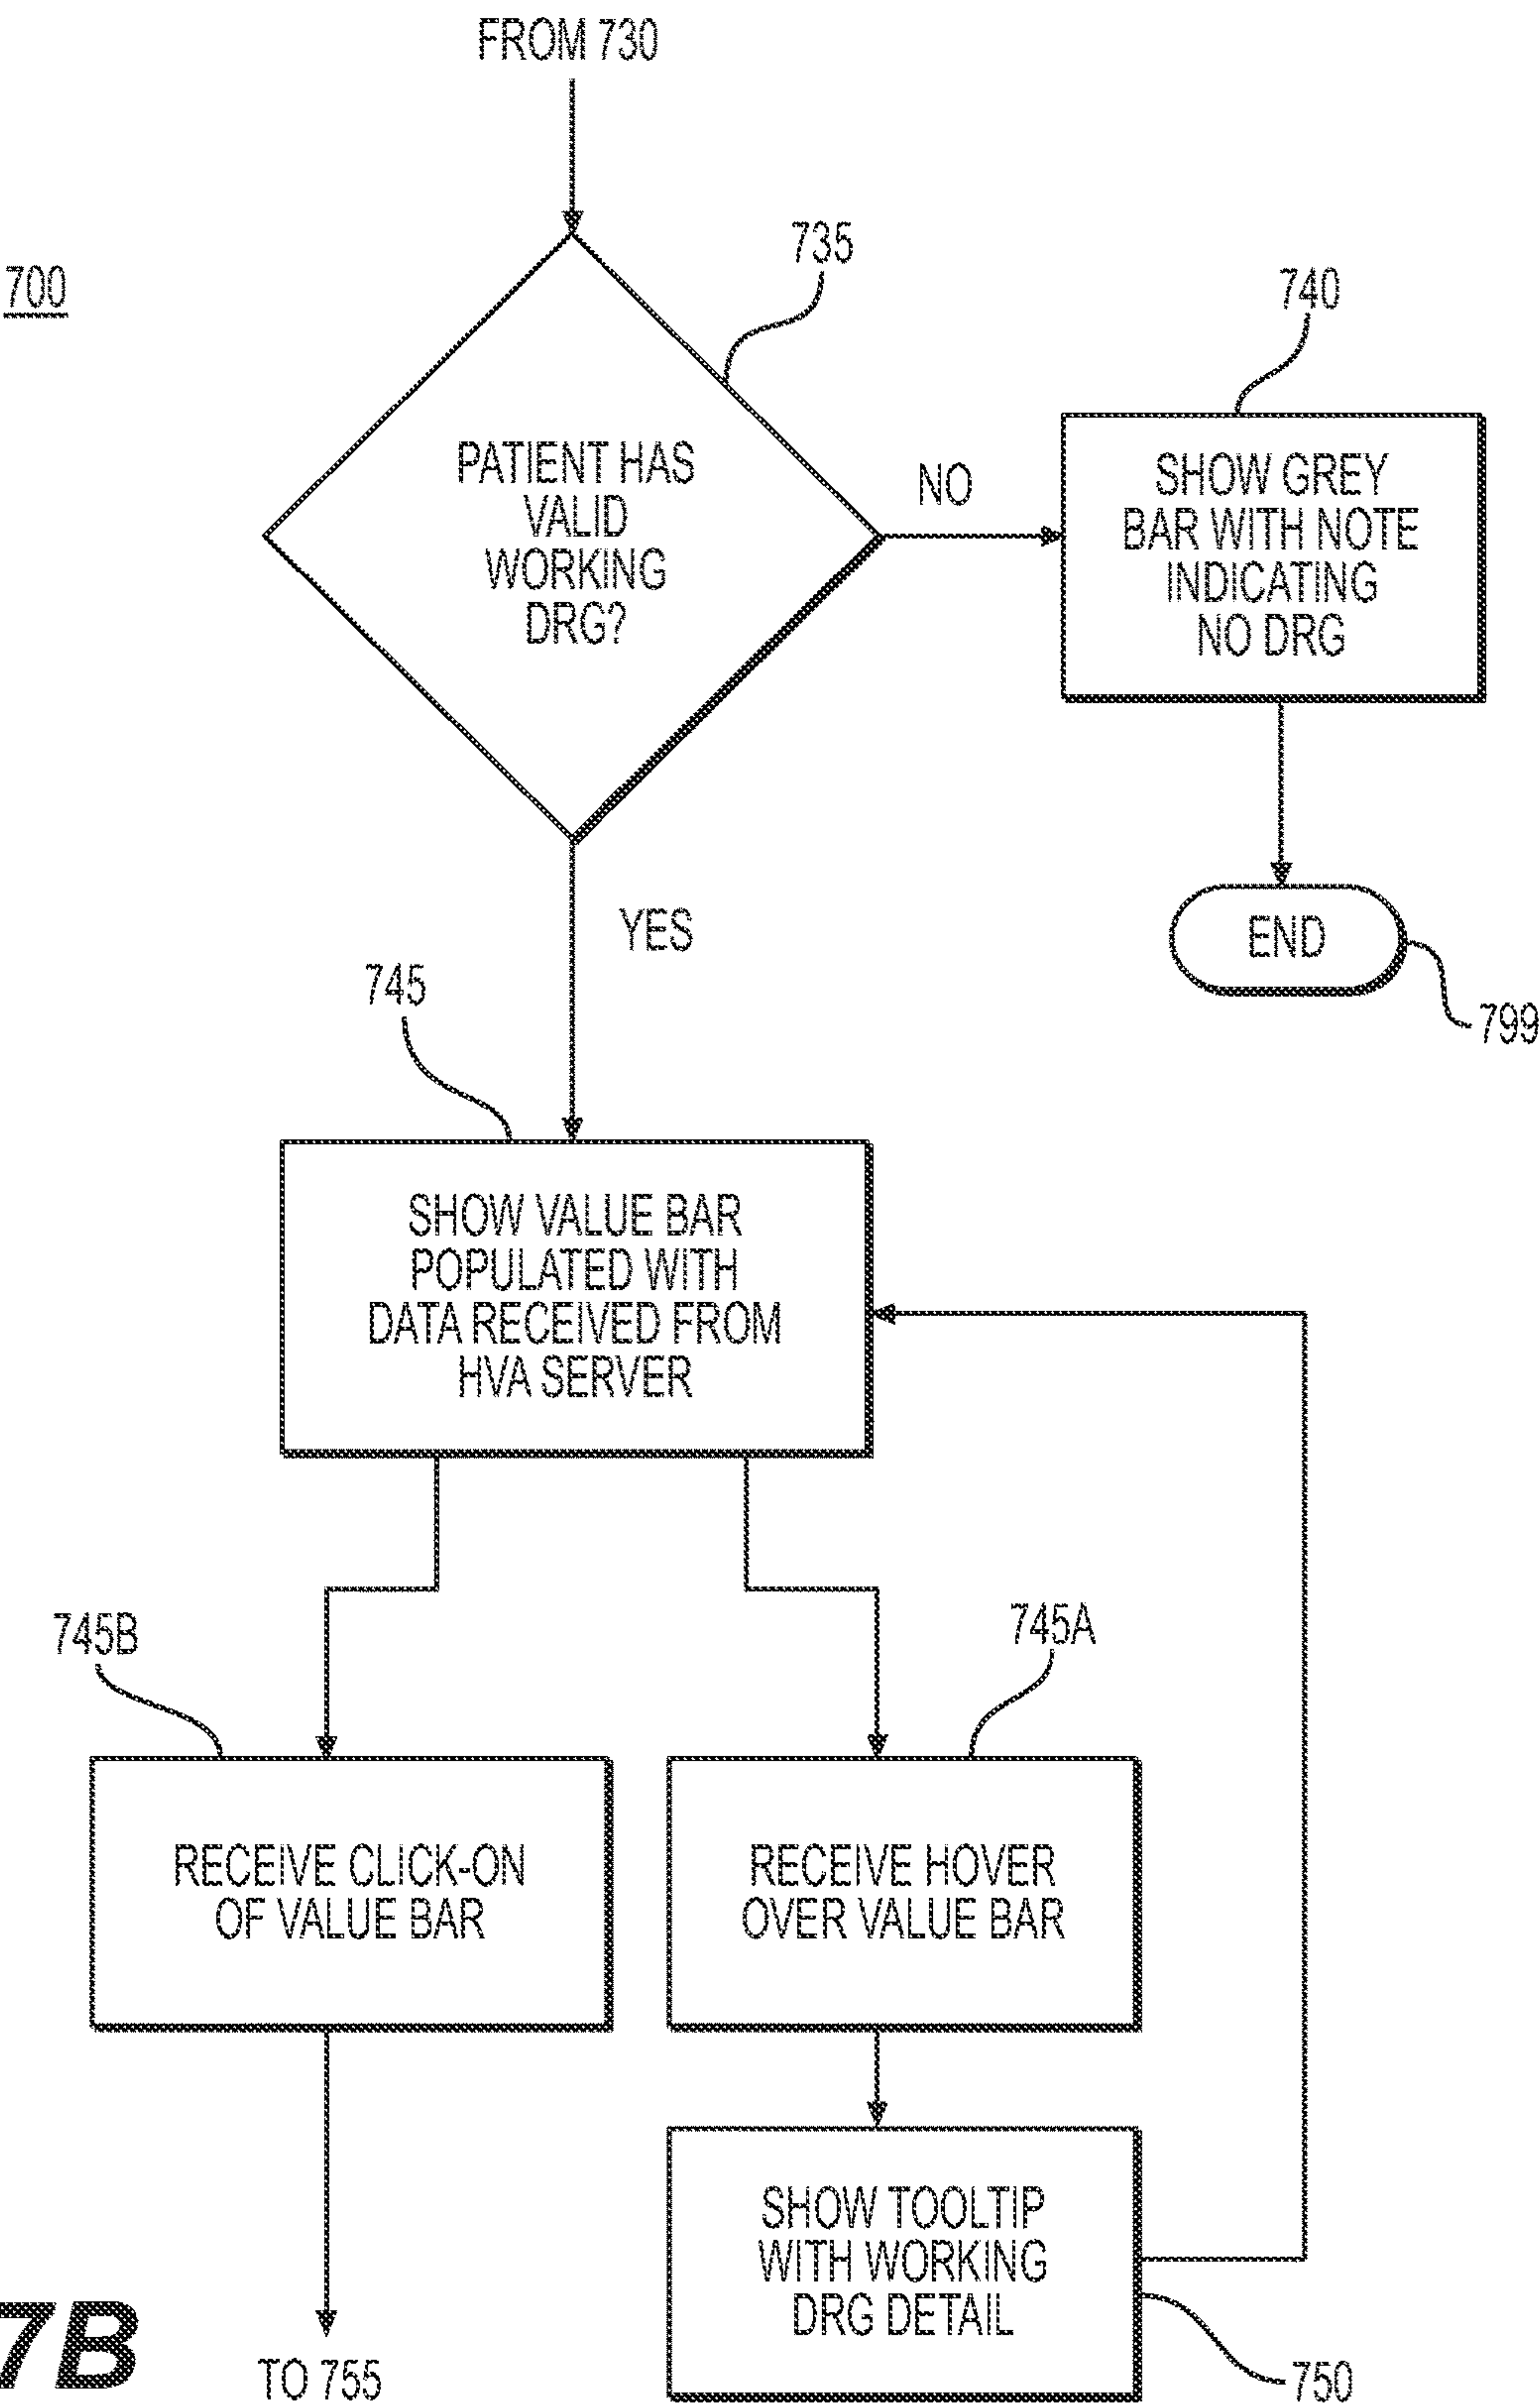 FROM 730
700
735
740
PATIENT HAS
VALID
WORKING
DRG?
NO
SHOW GREY
BAR WITH NOTE
INDICATING
NO DRG
YES
END
799
745
SHOW VALUE BAR
POPULATED WITH
DATA RECEIVED FROM
HVA SERVER
745B
745A
RECEIVE CLICK-ON
OF VALUE BAR
RECEIVE HOVER
OVER VALUE BAR
SHOW TOOLTIP
WITH WORKING
DRG DETAIL
750
7B
TO 755